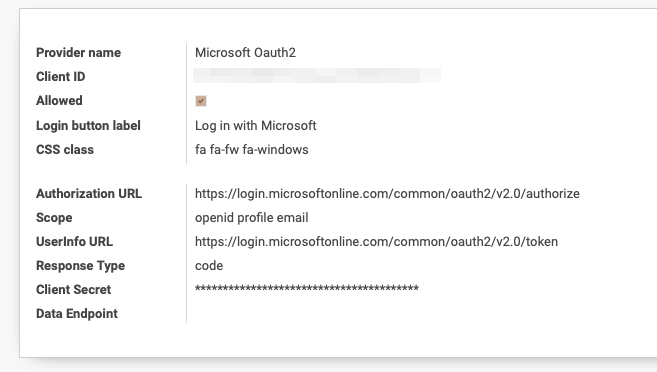 Provider name Microsoft Oauth2
Client ID
Allowed
Login button label Log in with Microsoft
CSS class fa fa-fw fa-windows
Authorization URL https://login.microsoftonline.com/common/oauth2/v2.0/authorize
Scope openid profile email
UserInfo URL https://login.microsoftonline.com/common/oauth2/v2.0/token
Response Type code
Client Secret ****************************************
Data Endpoint